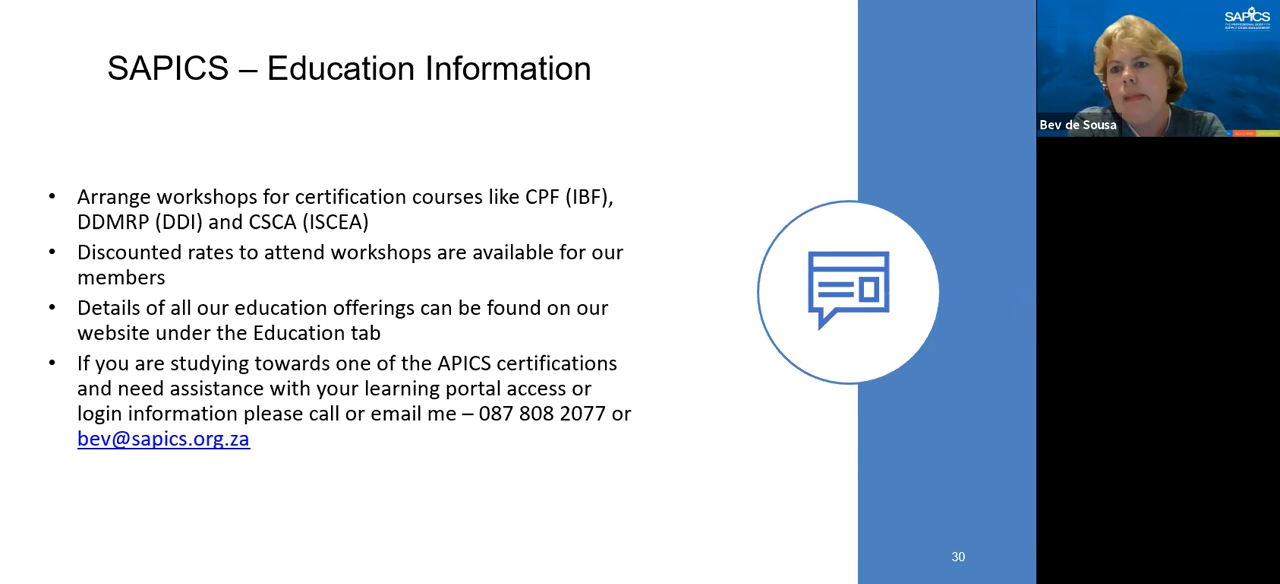 SAPICS – Education Information
• Arrange workshops for certification courses like CPF (IBF),
DDMRP (DDI) and CSCA (ISCEA)
• Discounted rates to attend workshops are available for our
members
• Details of all our education offerings can be found on our
website under the Education tab
• If you are studying towards one of the APICS certifications
and need assistance with your learning portal access or
login information please call or email me – 087 808 2077 or
bev@sapics.org.za
30
SAPICS
Bev de Sousa